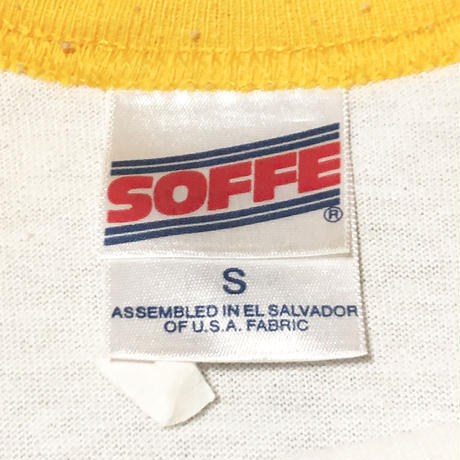 SOFFE®
S
ASSEMBLED IN EL SALVADOR
OF U.S.A. FABRIC